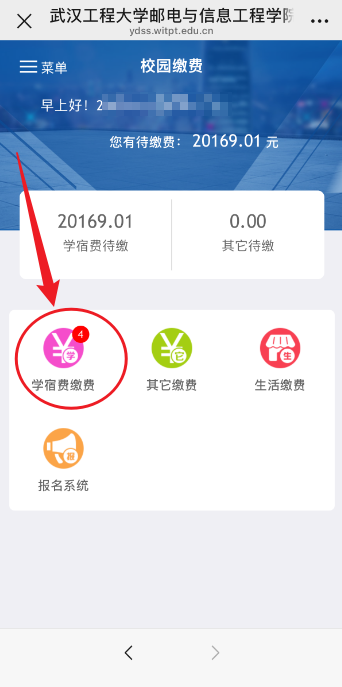 武汉工程大学邮电与信息工程学院
ydss.witpt.edu.cn
菜单
校园缴费
早上好！2
您有待缴费： 20169.01 元
20169.01
0.00
学宿费待缴
其它待缴
4
学
它
生
学宿费缴费
其它缴费
生活缴费
报
报名系统